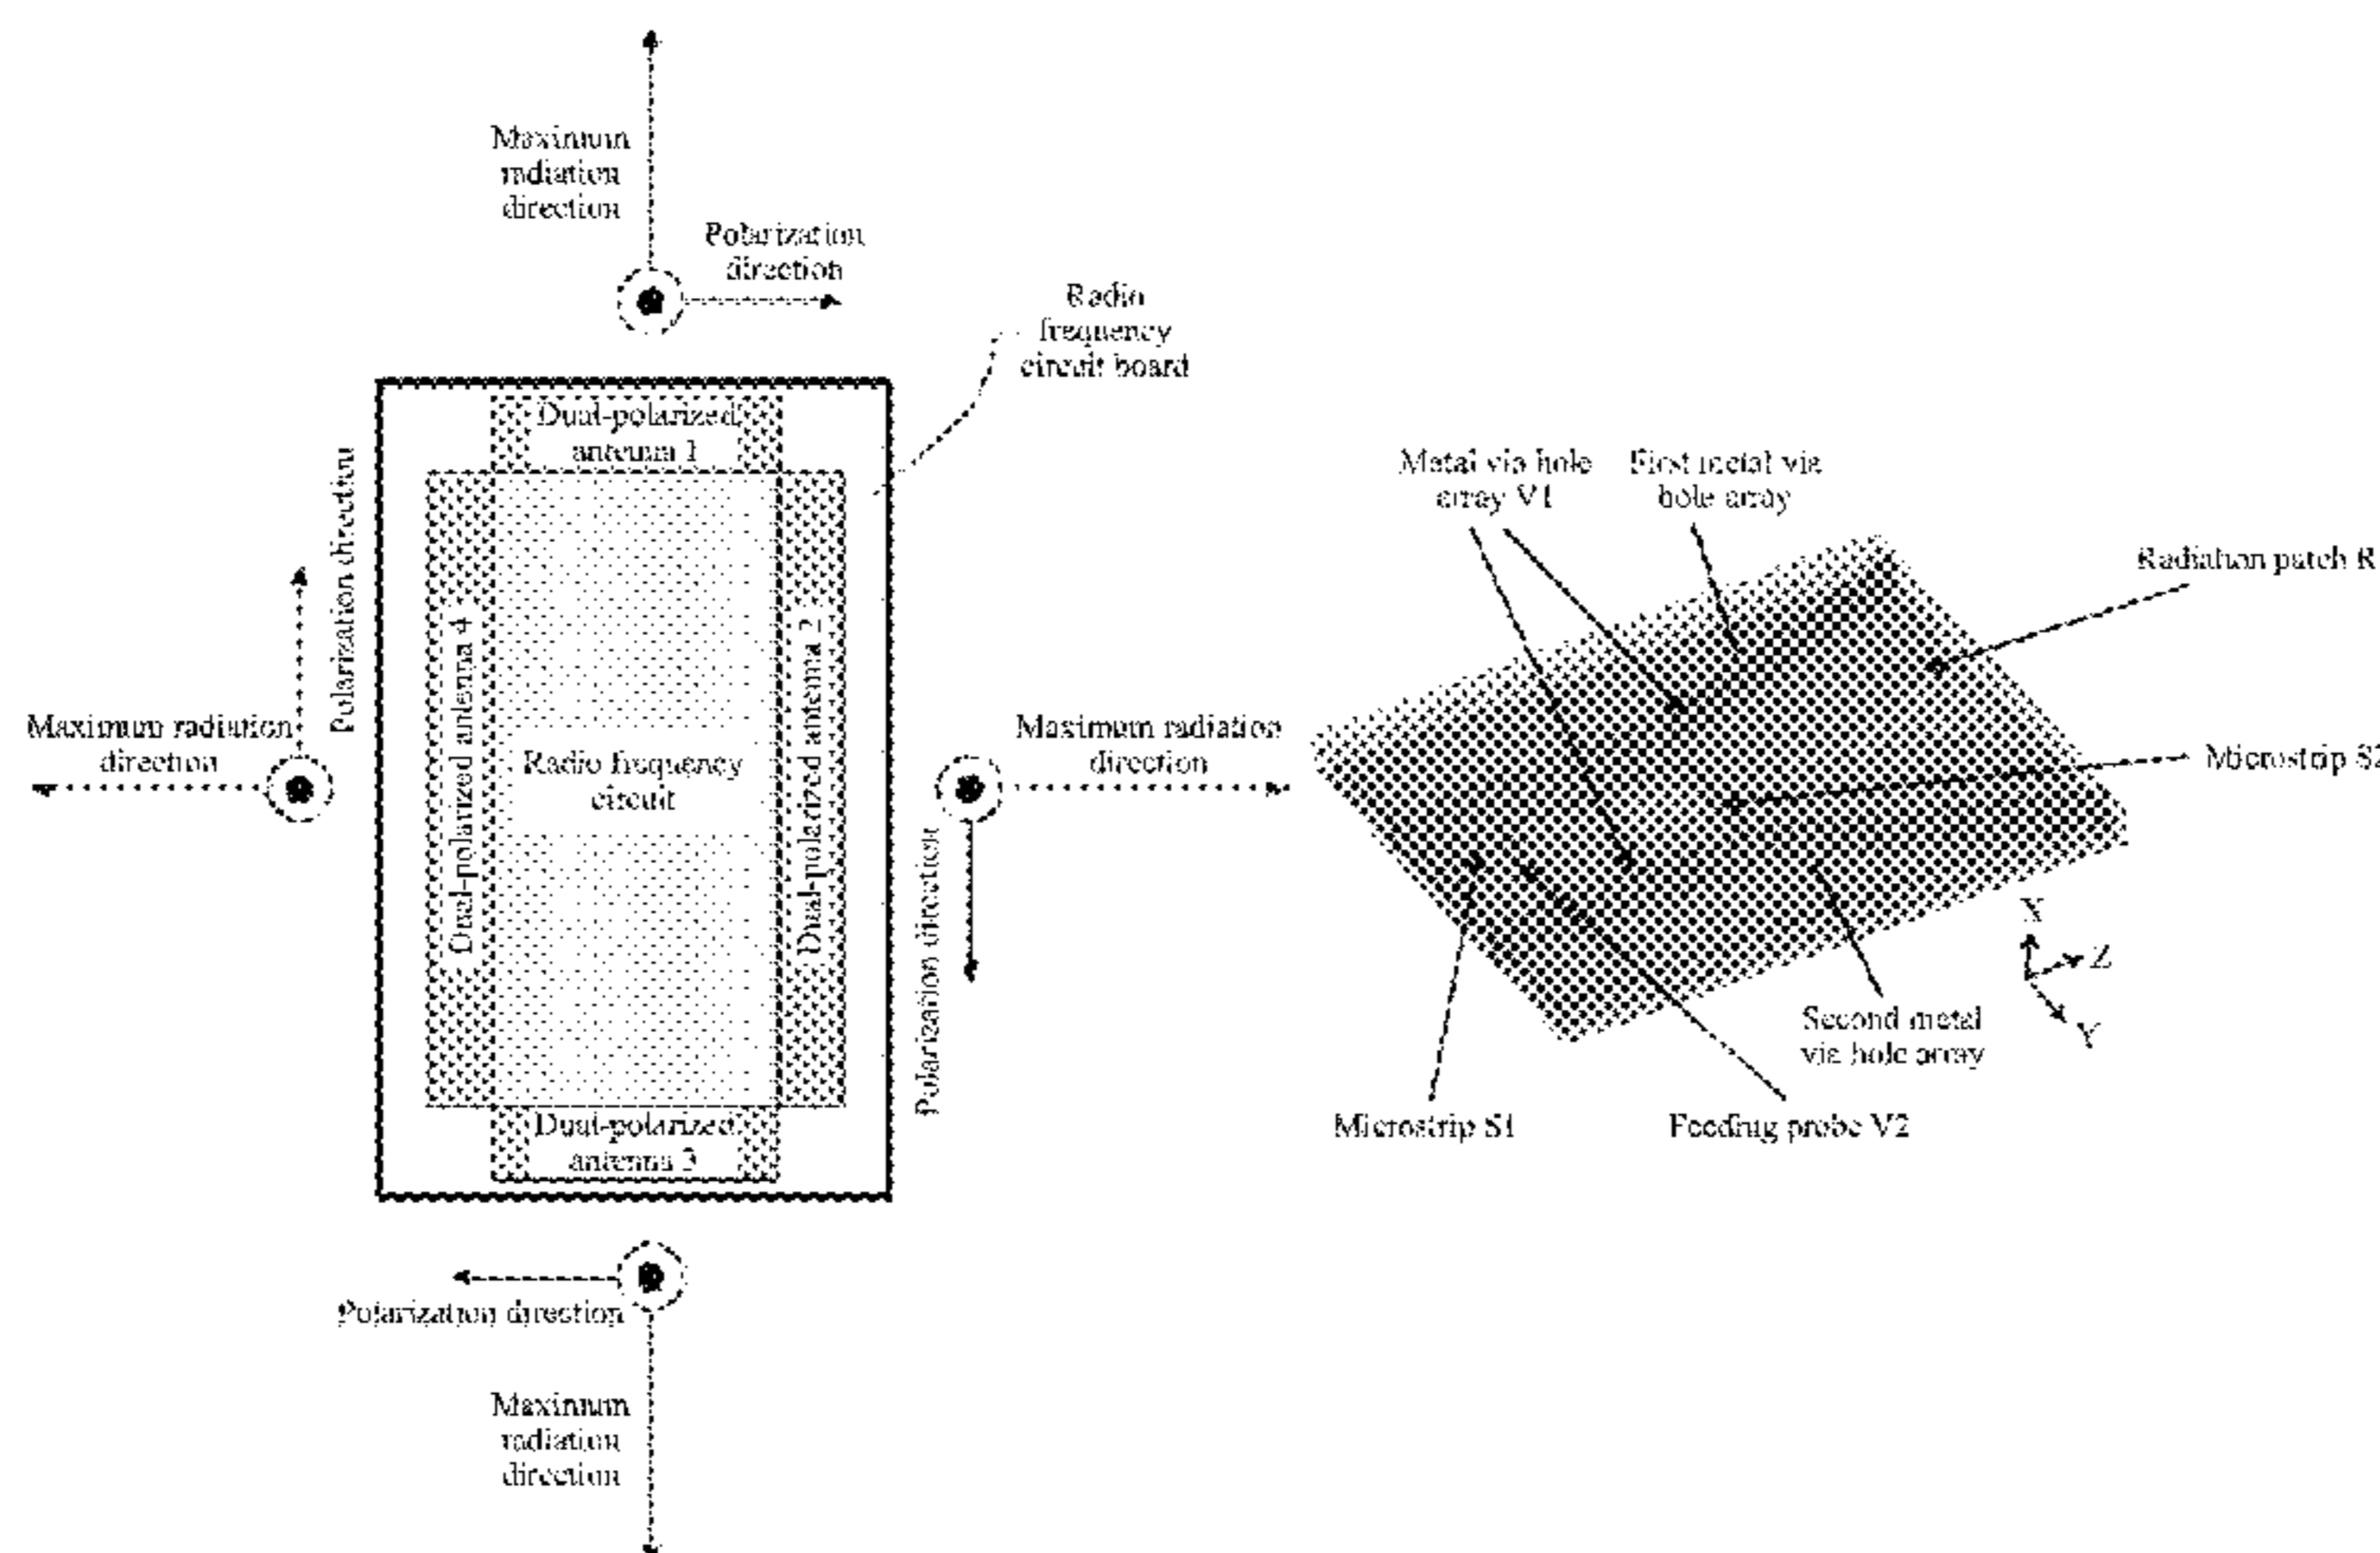 Maximum
radiation
direction
Polarization
direction
Radio
frequency
circuit board
Dual-polarized
antenna 1
Polarization direction
Maximum radiation
direction
Dual-polarized antenna 4
Radio frequency
circuit
Dual-polarized antenna 2
Maximum radiation
direction
Polarization direction
Dual-polarized
antenna 3
Polarization direction
Maximum
radiation
direction
Metal via hole
array V1
First metal via
hole array
Radiation patch R
Microstrip S2
X
Z
Y
Second metal
via hole array
Microstrip S1
Feeding probe V2